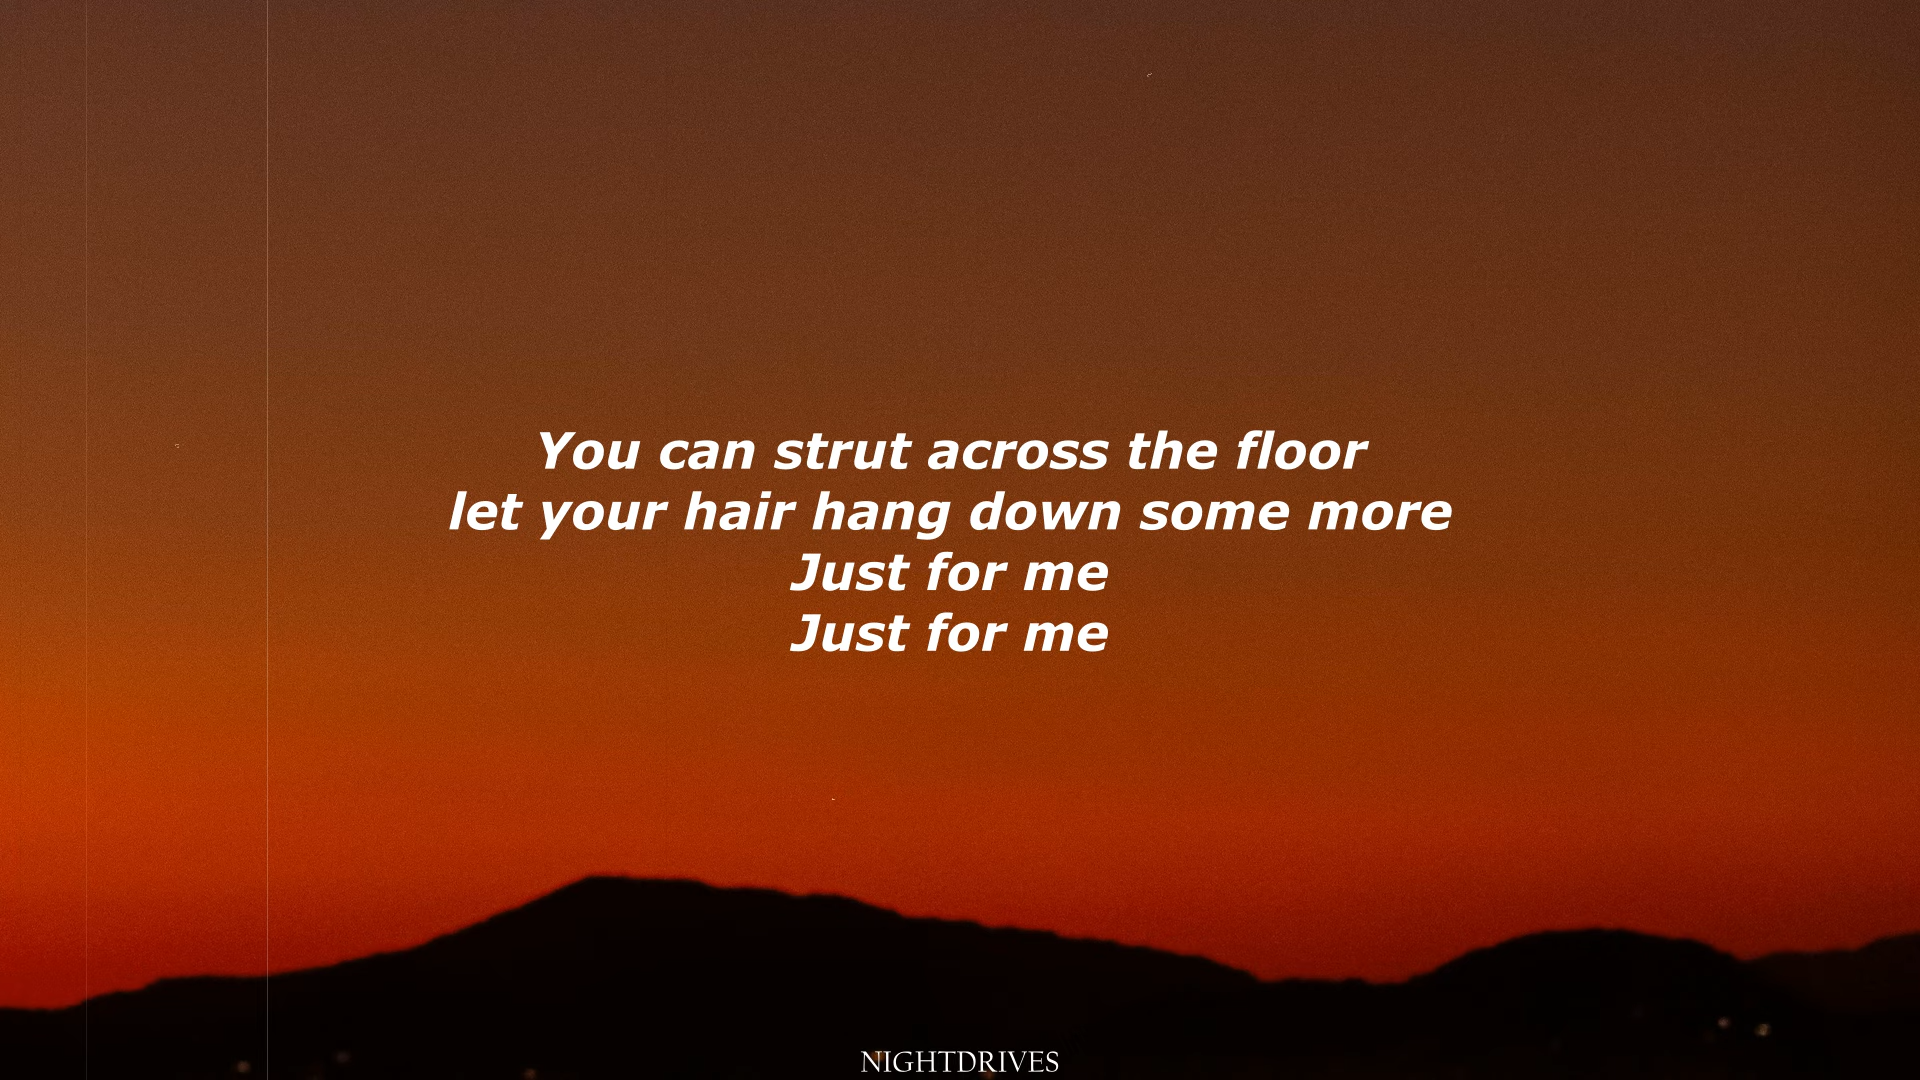 You can strut across the floor
let your hair hang down some more
Just for me
Just for me
NIGHTDRIVES